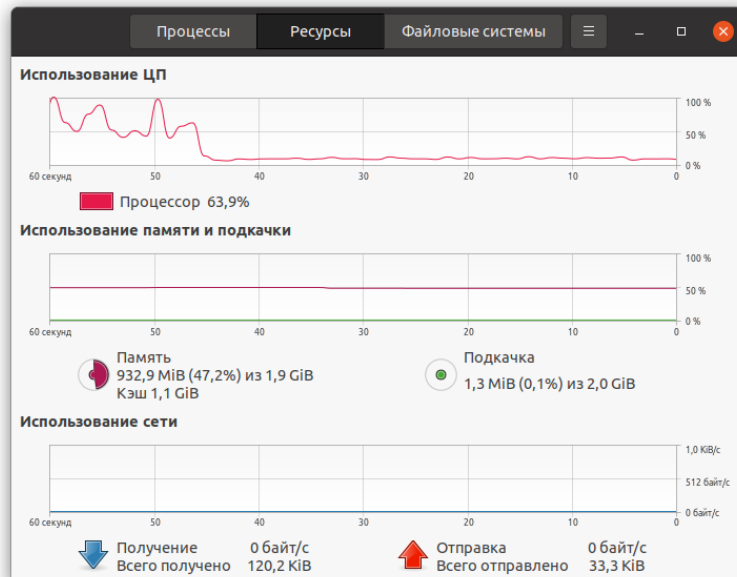 Процессы Ресурсы Файловые системы
Использование ЦП
100 %
50 %
0 %
60 секунд 50 40 30 20 10 0
Процессор 63,9%
Использование памяти и подкачки
100 %
50 %
0 %
60 секунд 50 40 30 20 10 0
Память
932,9 MiB (47,2%) из 1,9 GiB
Кэш 1,1 GiB
Подкачка
1,3 MiB (0,1%) из 2,0 GiB
Использование сети
1,0 KiB/с
512 байт/с
0 байт/с
60 секунд 50 40 30 20 10 0
Получение 0 байт/с
Всего получено 120,2 KiB
Отправка 0 байт/с
Всего отправлено 33,3 KiB